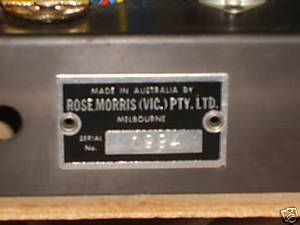 MADE IN AUSTRALIA BY
ROSE, MORRIS (VIC.) PTY. LTD.
MELBOURNE
SERIAL
No.